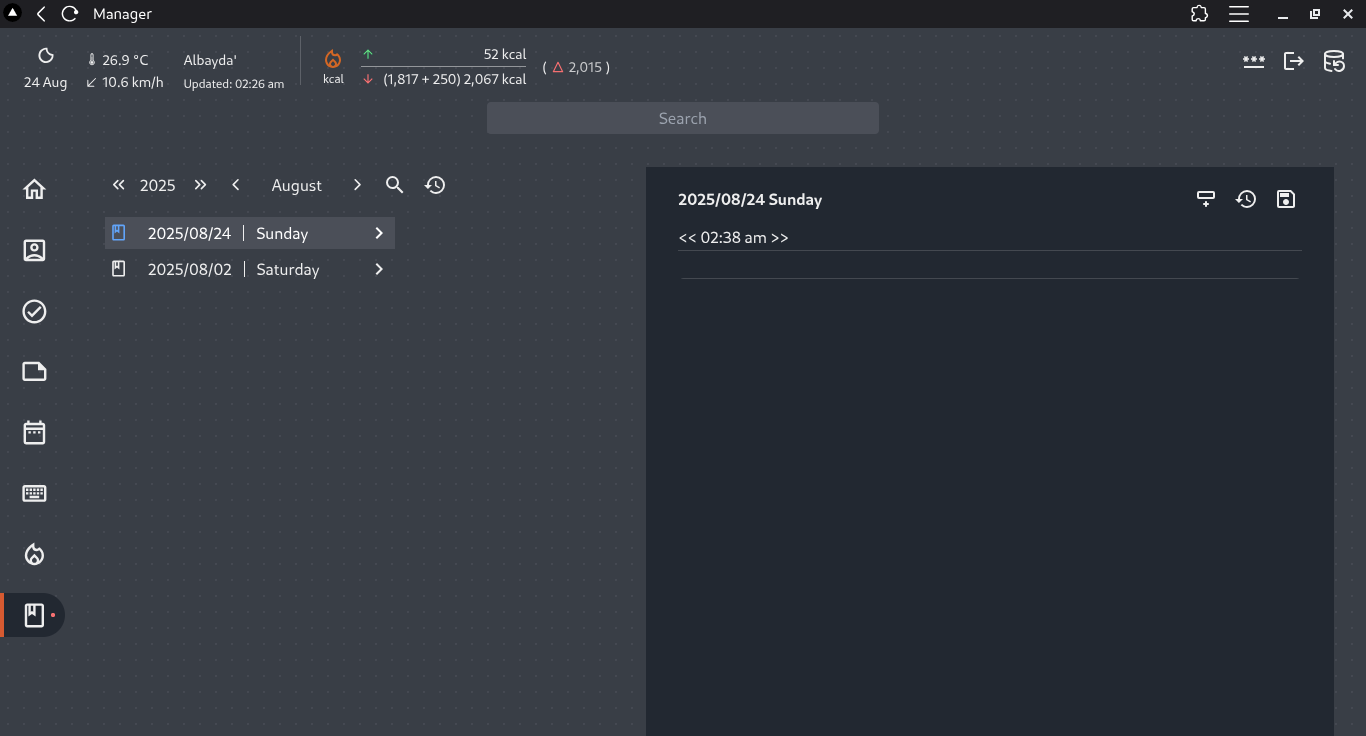 Manager
24 Aug
26.9 °C
10.6 km/h
Albayda'
Updated: 02:26 am
kcal
52 kcal
(1,817 + 250) 2,067 kcal
( △ 2,015 )
***
Search
« 2025 » < August >
2025/08/24 | Sunday >
2025/08/02 | Saturday >
2025/08/24 Sunday
<< 02:38 am >>